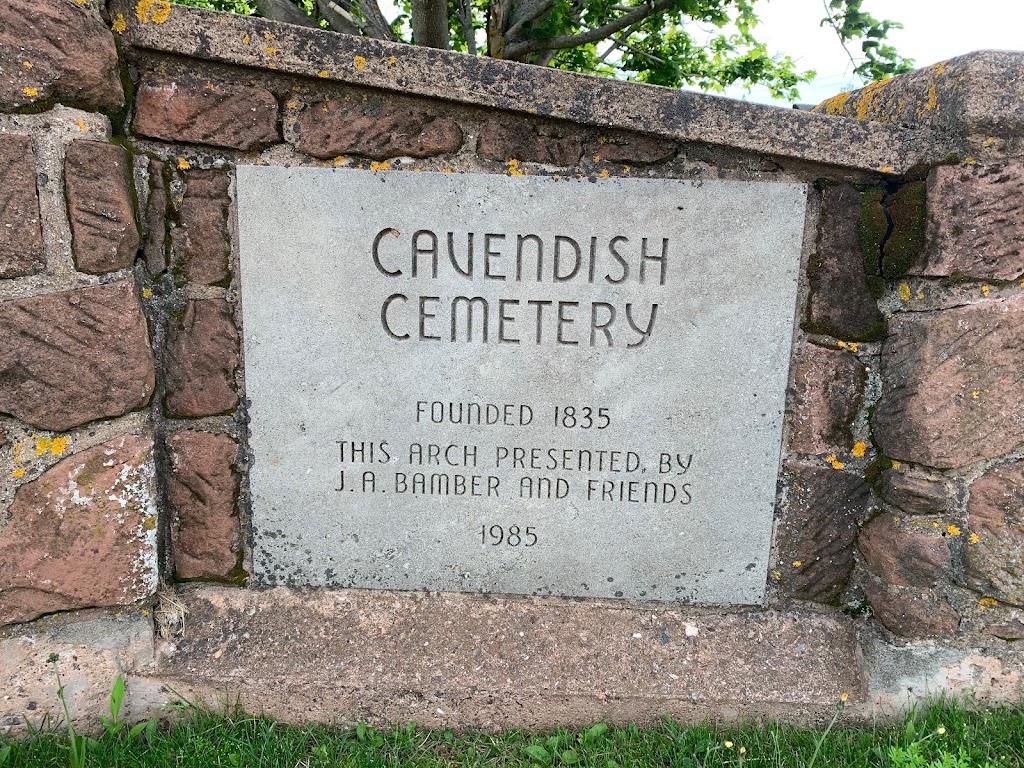 CAVENDISH
CEMETERY
FOUNDED 1835
THIS ARCH PRESENTED, BY
J. A. BAMBER AND FRIENDS
1985